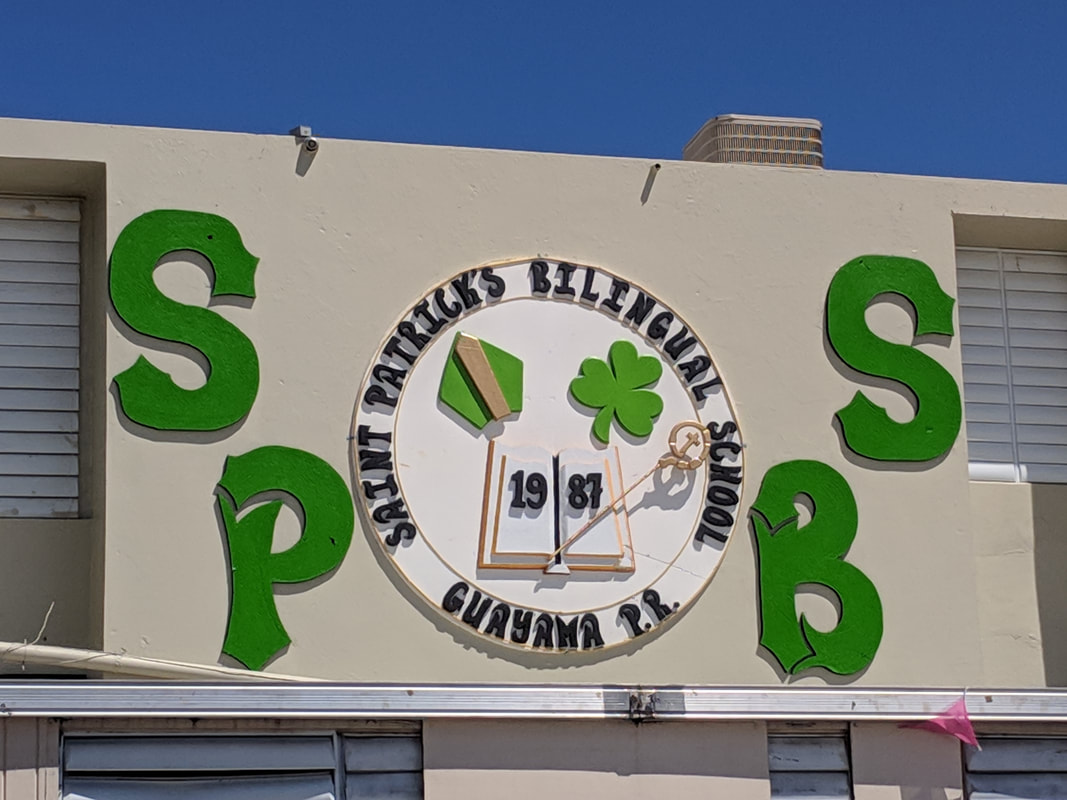 S
P
SAINT PATRICK'S BILINGUAL SCHOOL
19 87
GUAYAMA P.R.
B
S